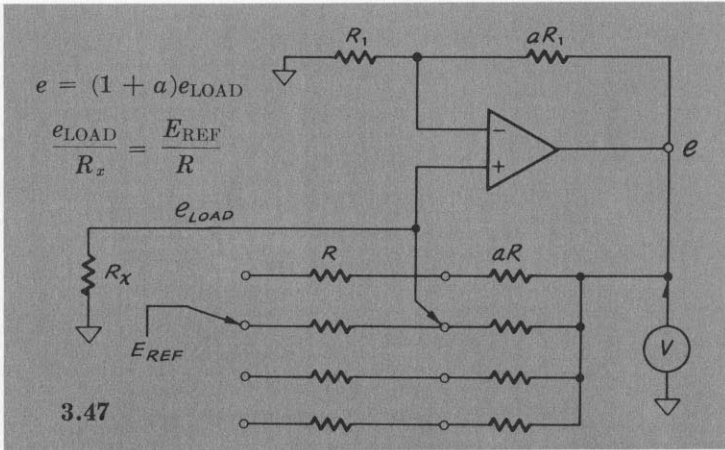 R₁
aR₁
e = (1 + a)e_LOAD
e_LOAD/R_x = E_REF/R
−
+
e
e_LOAD
R
aR
R_X
E_REF
V
3.47